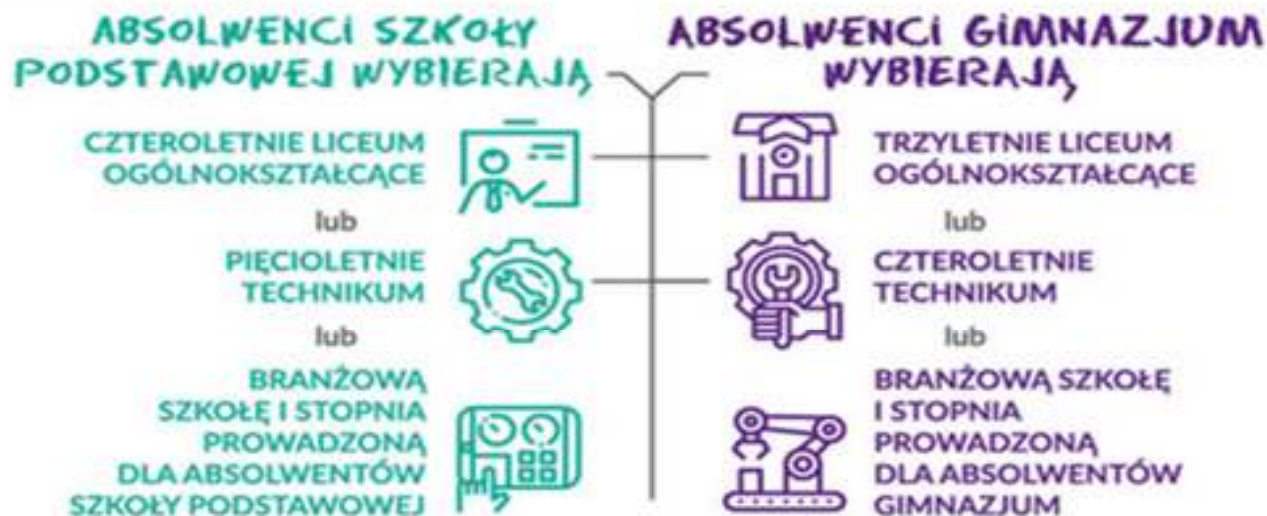 ABSOLWENCI SZKOŁY
PODSTAWOWEJ WYBIERAJĄ
CZTEROLETNIE LICEUM
OGÓLNOKSZTAŁCĄCE
lub
PIĘCIOLETNIE
TECHNIKUM
lub
BRANŻOWĄ
SZKOŁĘ I STOPNIA
PROWADZONĄ
DLA ABSOLWENTÓW
SZKOŁY PODSTAWOWEJ
ABSOLWENCI GIMNAZJUM
WYBIERAJĄ
TRZYLETNIE LICEUM
OGÓLNOKSZTAŁCĄCE
lub
CZTEROLETNIE
TECHNIKUM
lub
BRANŻOWĄ SZKOŁĘ
I STOPNIA
PROWADZONĄ
DLA ABSOLWENTÓW
GIMNAZJUM